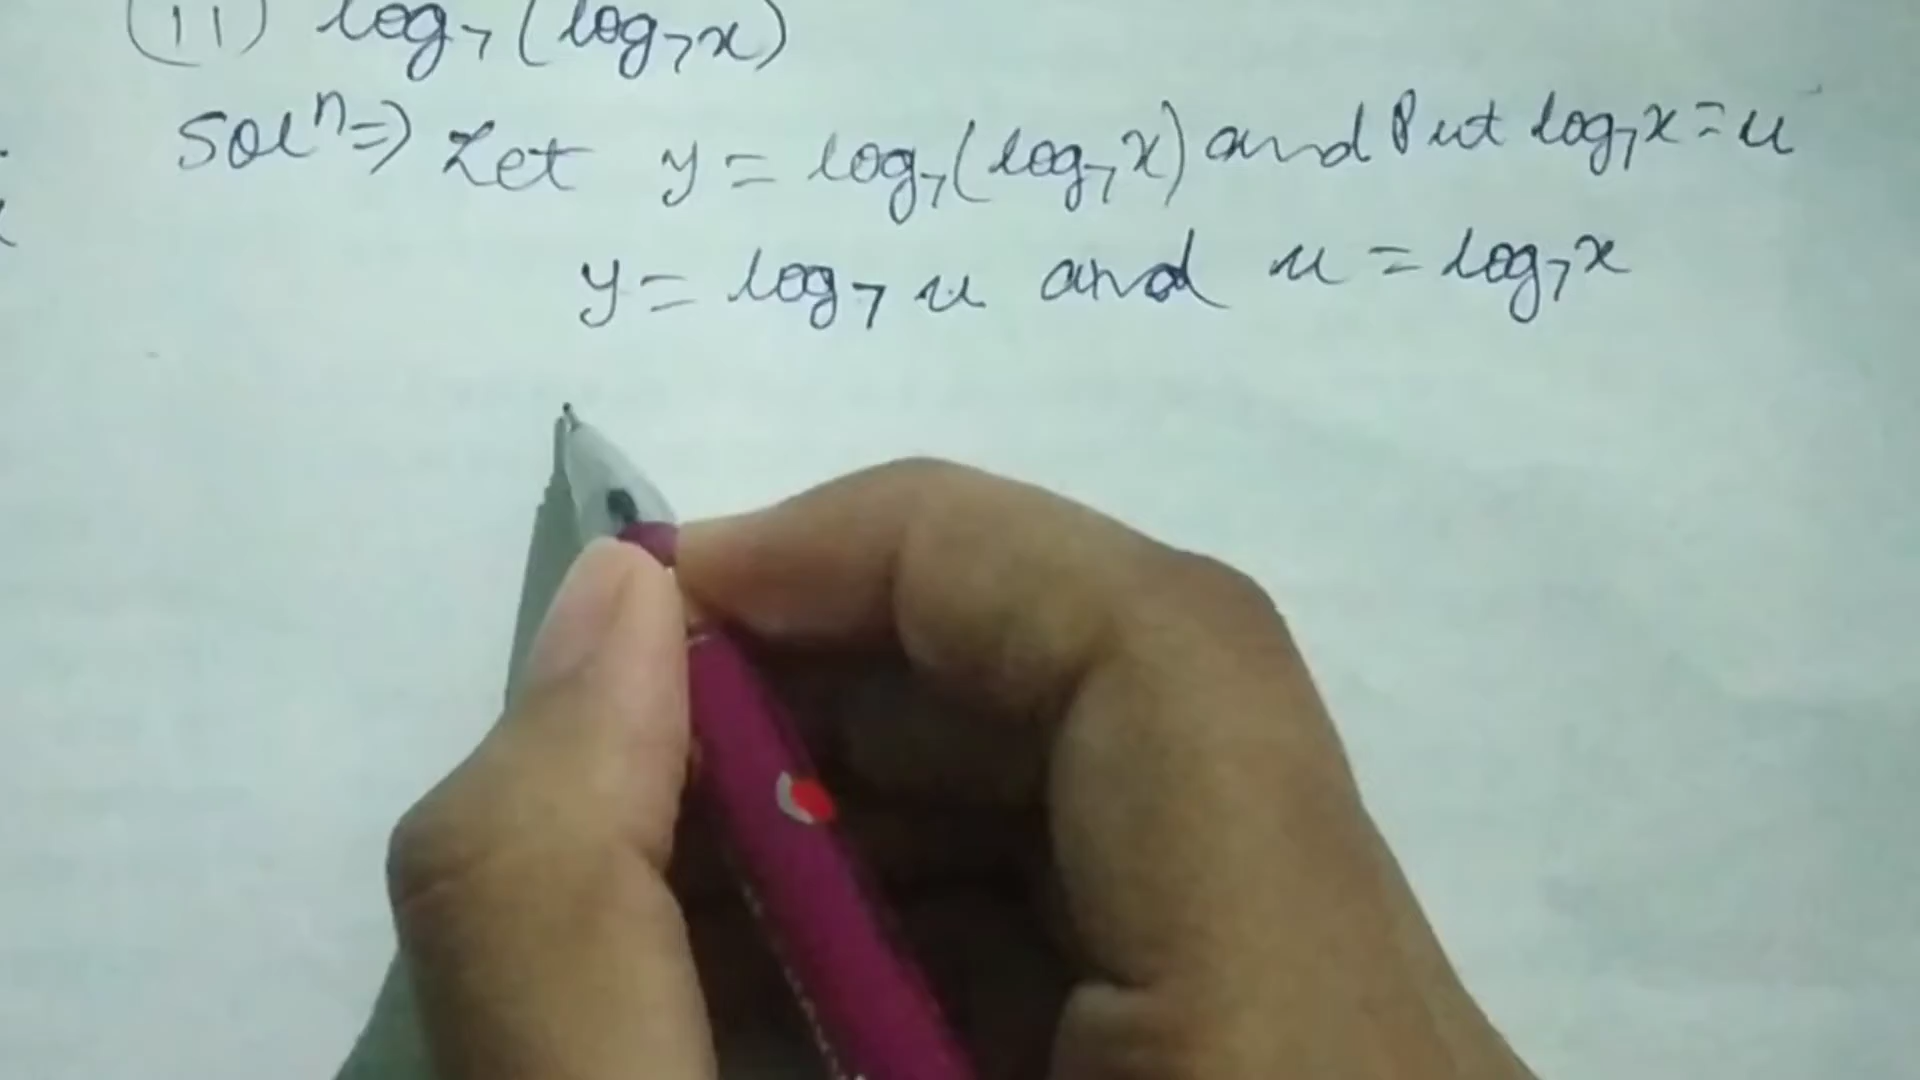 (11) log₇(log₇x)
Solⁿ⇒ Let y = log₇(log₇x) and Put log₇x = u
y = log₇ u and u = log₇x